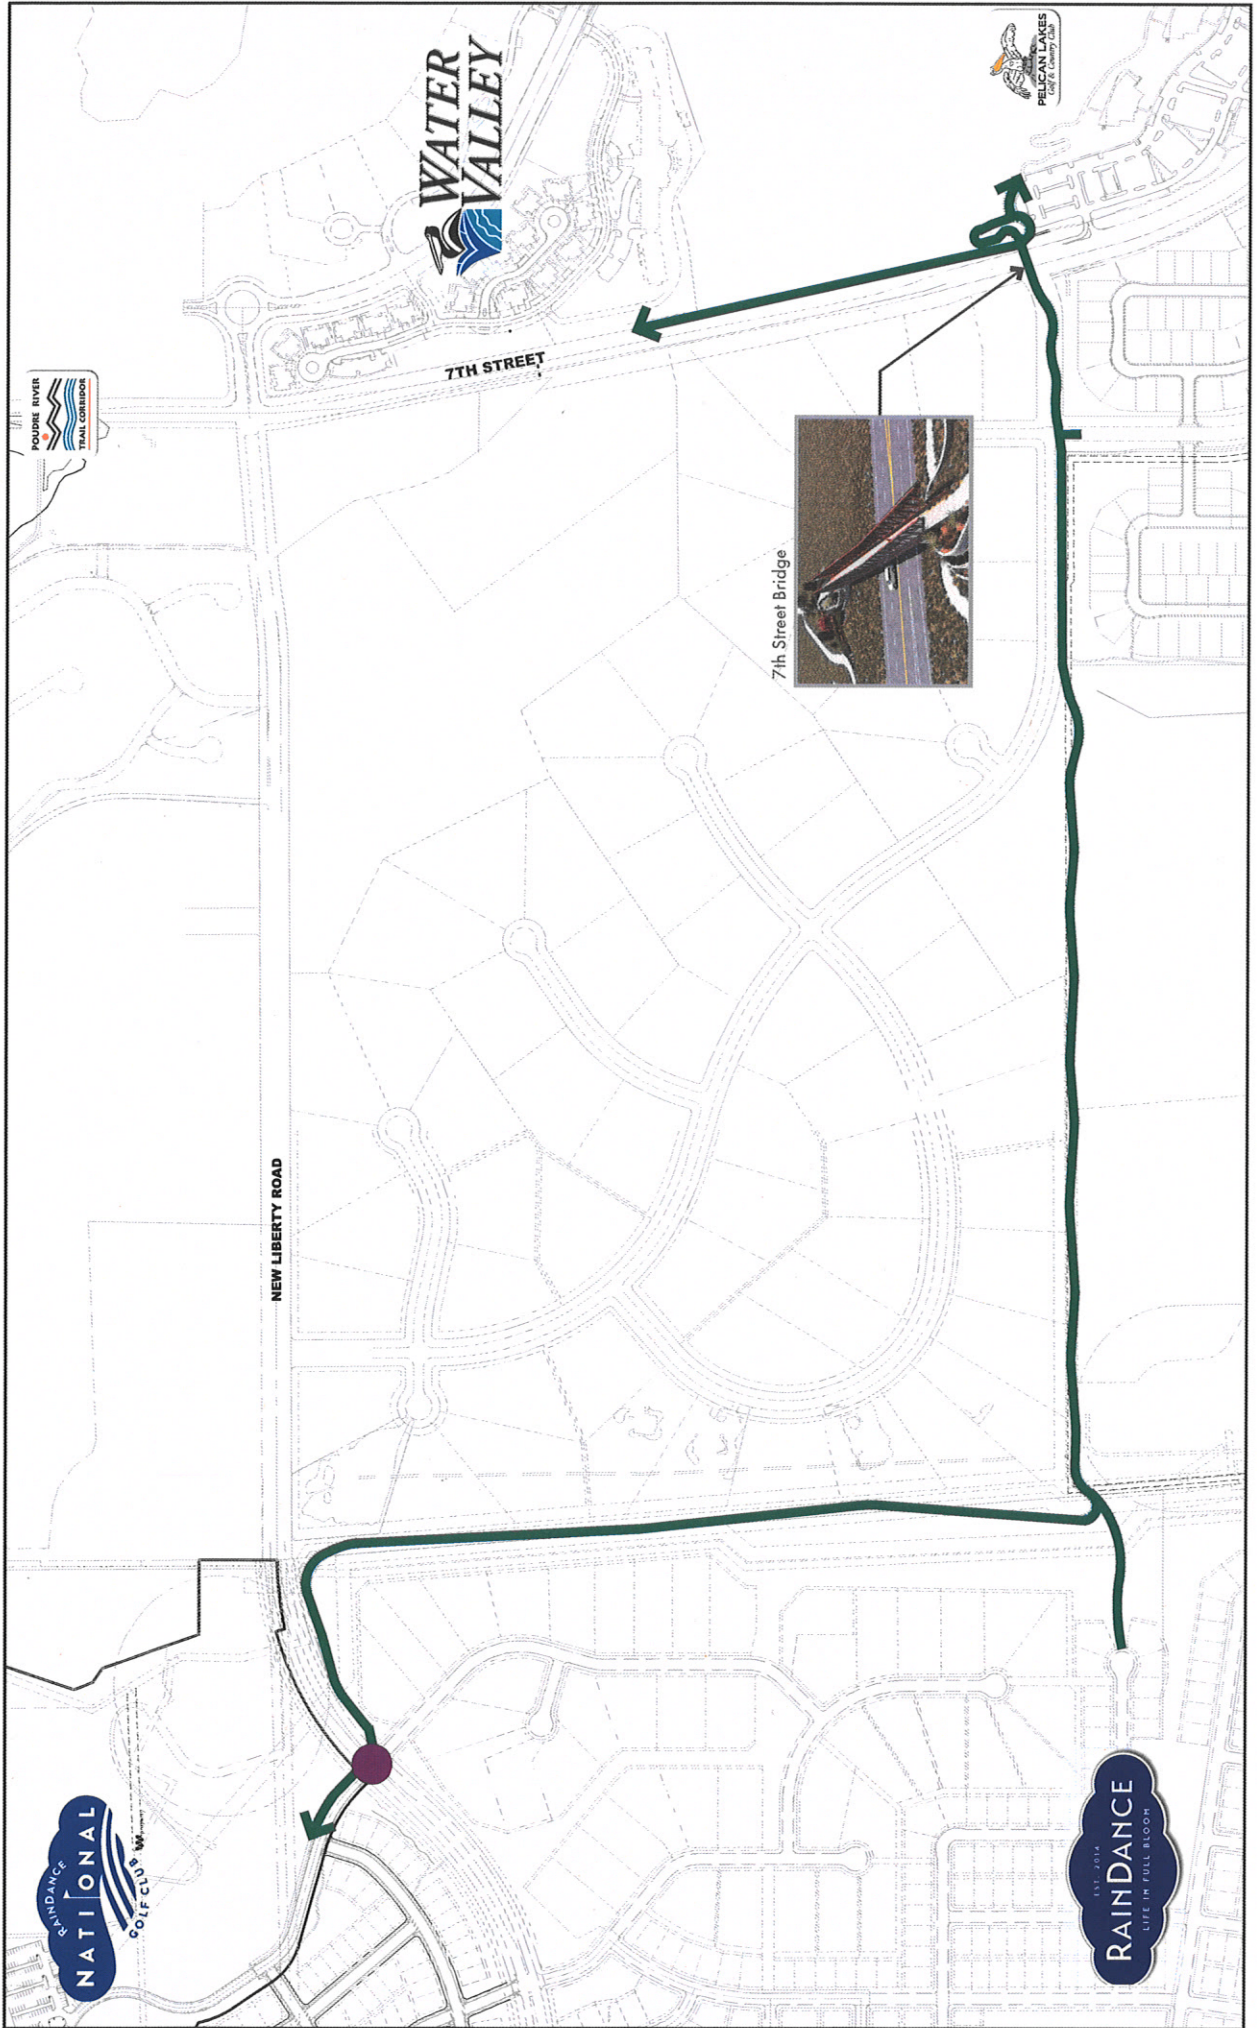 PELICAN LAKES
Golf & Country Club
WATER
VALLEY
POUDRE RIVER
TRAIL CORRIDOR
7TH STREET
7th Street Bridge
NEW LIBERTY ROAD
RAINDANCE
NATIONAL
GOLF CLUB
EST. 2014
RAINDANCE
LIFE IN FULL BLOOM